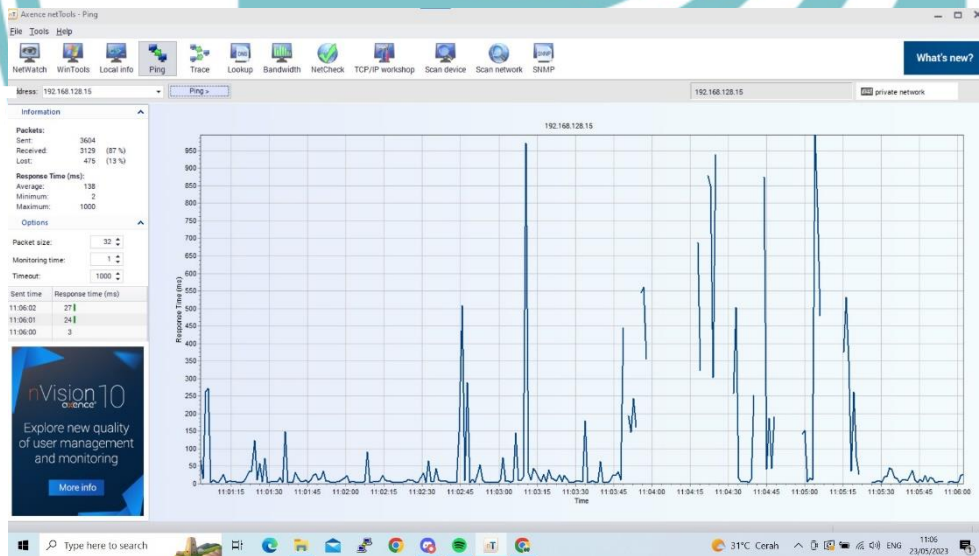 Axence netTools - Ping
File Tools Help
NetWatch WinTools Local info Ping Trace Lookup Bandwidth NetCheck TCP/IP workshop Scan device Scan network SNMP
What's new?
ddress: 192.168.128.15 Ping > 192.168.128.15 private network
Information
Packets:
Sent: 3604
Received: 3129 (87 %)
Lost: 475 (13 %)
Response Time (ms):
Average: 138
Minimum: 2
Maximum: 1000
Options
Packet size: 32
Monitoring time: 1
Timeout: 1000
Sent time Response time (ms)
11:06:02 27
11:06:01 24
11:06:00 3
nVision 10
axence
Explore new quality
of user management
and monitoring
More info
192.168.128.15
Response Time (ms)
950
900
850
800
750
700
650
600
550
500
450
400
350
300
250
200
150
100
50
0
11:01:15 11:01:30 11:01:45 11:02:00 11:02:15 11:02:30 11:02:45 11:03:00 11:03:15 11:03:30 11:03:45 11:04:00 11:04:15 11:04:30 11:04:45 11:05:00 11:05:15 11:05:30 11:05:45 11:06:00
Time
Type here to search
31°C Cerah ENG 11:06
23/05/2023